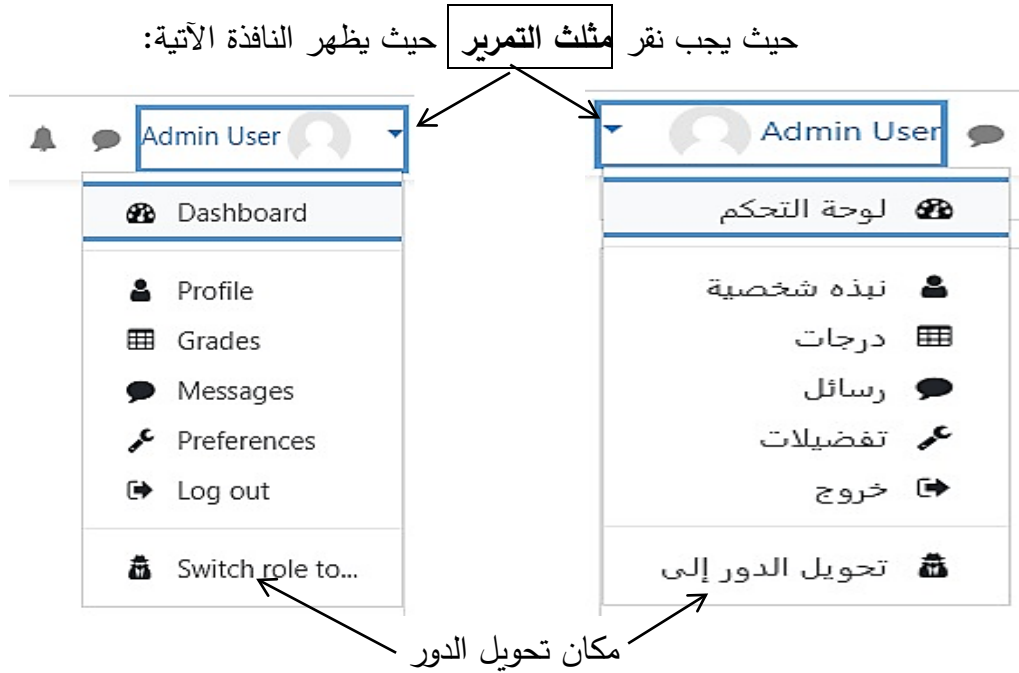 حيث يجب نقر مثلث التمرير حيث يظهر النافذة الآتية:
Admin User
Dashboard
Profile
Grades
Messages
Preferences
Log out
Switch role to...
Admin User
لوحة التحكم
نبذه شخصية
درجات
رسائل
تفضيلات
خروج
تحويل الدور إلى
مكان تحويل الدور